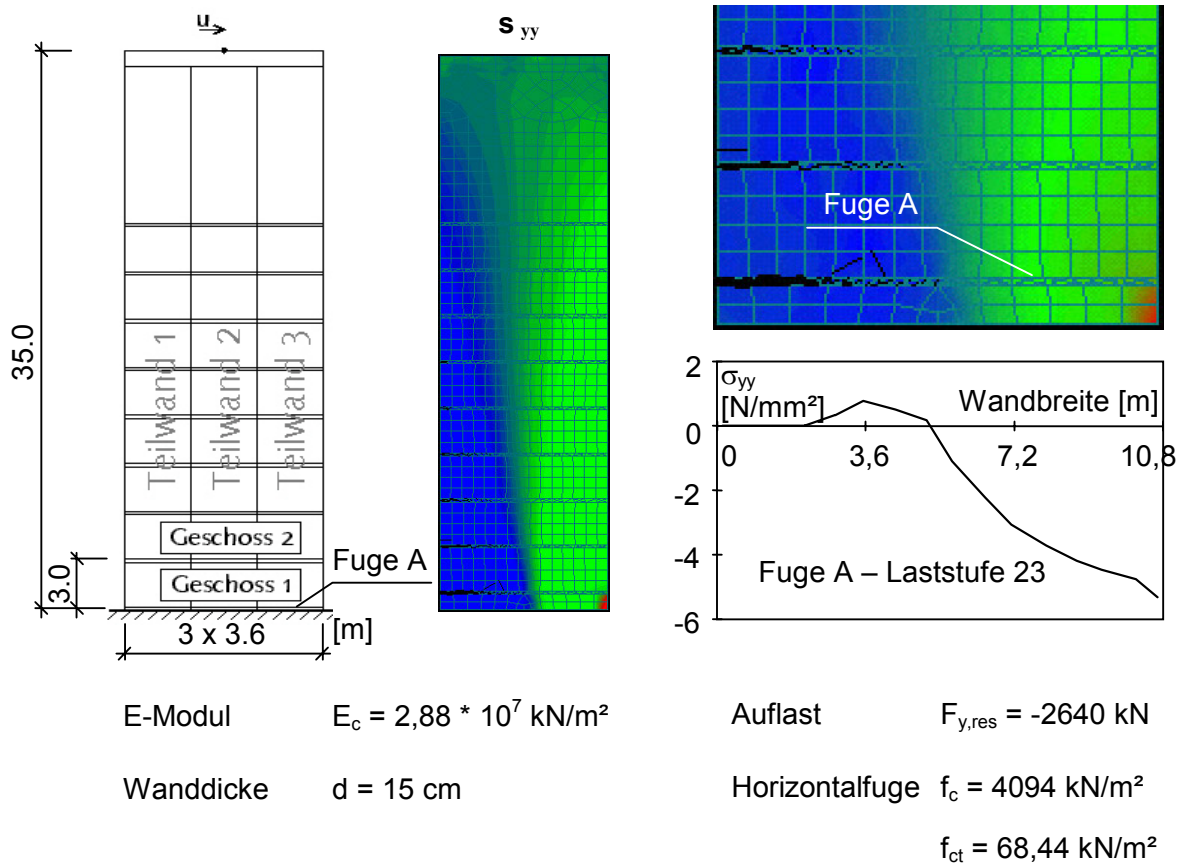 u
35.0
3.0
Teilwand 1
Teilwand 2
Teilwand 3
Geschoss 2
Geschoss 1
Fuge A
3 x 3.6
[m]
s yy
Fuge A
2
0
-2
-4
-6
σyy
[N/mm²]
Wandbreite [m]
0
3,6
7,2
10,8
Fuge A – Laststufe 23
E-Modul Ec = 2,88 * 10⁷ kN/m²
Wanddicke d = 15 cm
Auflast Fy,res = -2640 kN
Horizontalfuge fc = 4094 kN/m²
fct = 68,44 kN/m²